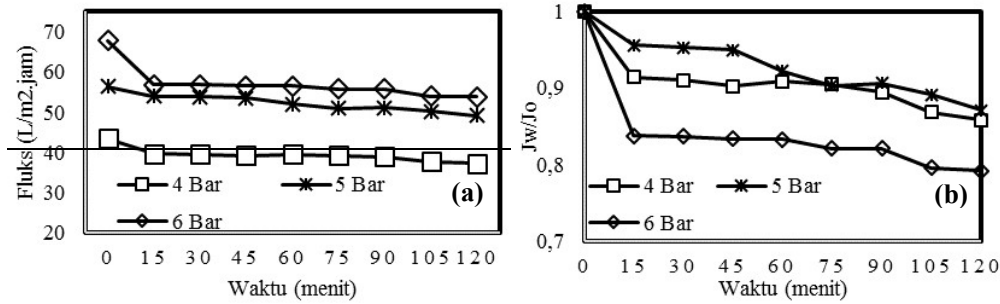 Fluks (L/m2.jam)
70
60
50
40
30
20
4 Bar
5 Bar
6 Bar
(a)
0 15 30 45 60 75 90 105 120
Waktu (menit)
Jw/Jo
1
0,9
0,8
0,7
4 Bar
5 Bar
6 Bar
(b)
0 15 30 45 60 75 90 105 120
Waktu (menit)